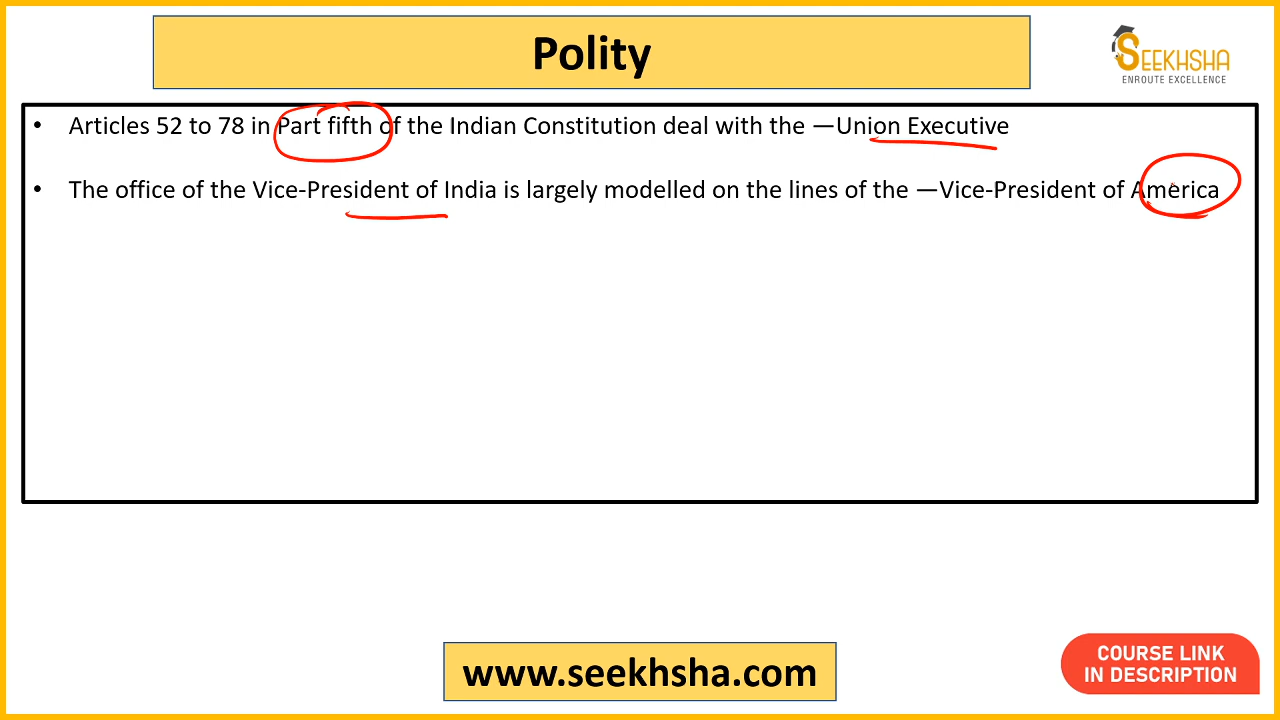 Polity
SEEKHSHA
ENROUTE EXCELLENCE
• Articles 52 to 78 in Part fifth of the Indian Constitution deal with the —Union Executive
• The office of the Vice-President of India is largely modelled on the lines of the —Vice-President of America
www.seekhsha.com
COURSE LINK
IN DESCRIPTION